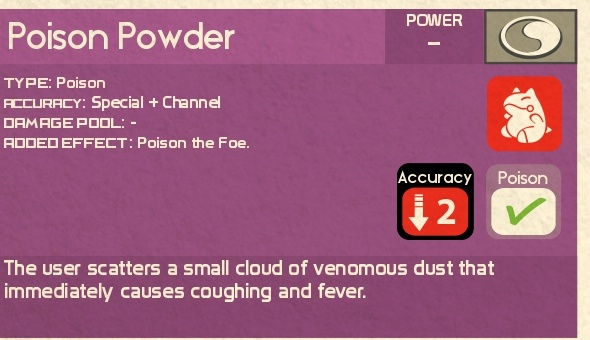 Poison Powder
POWER
–
TYPE: Poison
ACCURACY: Special + Channel
DAMAGE POOL: -
ADDED EFFECT: Poison the Foe.
Accuracy
2
Poison
The user scatters a small cloud of venomous dust that
immediately causes coughing and fever.